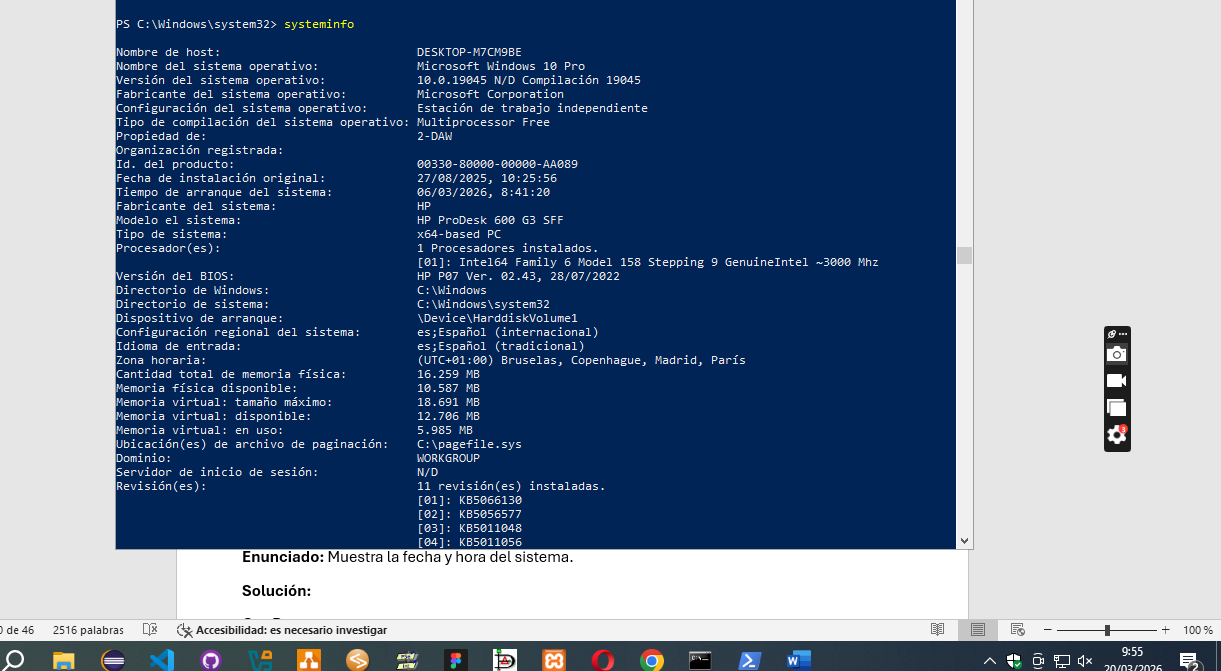 PS C:\Windows\system32> systeminfo
Nombre de host: DESKTOP-M7CM9BE
Nombre del sistema operativo: Microsoft Windows 10 Pro
Versión del sistema operativo: 10.0.19045 N/D Compilación 19045
Fabricante del sistema operativo: Microsoft Corporation
Configuración del sistema operativo: Estación de trabajo independiente
Tipo de compilación del sistema operativo: Multiprocessor Free
Propiedad de: 2-DAW
Organización registrada:
Id. del producto: 00330-80000-00000-AA089
Fecha de instalación original: 27/08/2025, 10:25:56
Tiempo de arranque del sistema: 06/03/2026, 8:41:20
Fabricante del sistema: HP
Modelo el sistema: HP ProDesk 600 G3 SFF
Tipo de sistema: x64-based PC
Procesador(es): 1 Procesadores instalados.
[01]: Intel64 Family 6 Model 158 Stepping 9 GenuineIntel ~3000 Mhz
Versión del BIOS: HP P07 Ver. 02.43, 28/07/2022
Directorio de Windows: C:\Windows
Directorio de sistema: C:\Windows\system32
Dispositivo de arranque: \Device\HarddiskVolume1
Configuración regional del sistema: es;Español (internacional)
Idioma de entrada: es;Español (tradicional)
Zona horaria: (UTC+01:00) Bruselas, Copenhague, Madrid, París
Cantidad total de memoria física: 16.259 MB
Memoria física disponible: 10.587 MB
Memoria virtual: tamaño máximo: 18.691 MB
Memoria virtual: disponible: 12.706 MB
Memoria virtual: en uso: 5.985 MB
Ubicación(es) de archivo de paginación: C:\pagefile.sys
Dominio: WORKGROUP
Servidor de inicio de sesión: N/D
Revisión(es): 11 revisión(es) instaladas.
[01]: KB5066130
[02]: KB5056577
[03]: KB5011048
[04]: KB5011056
Enunciado: Muestra la fecha y hora del sistema.
Solución:
0 de 46 2516 palabras Accesibilidad: es necesario investigar 100 %
9:55
20/03/2026